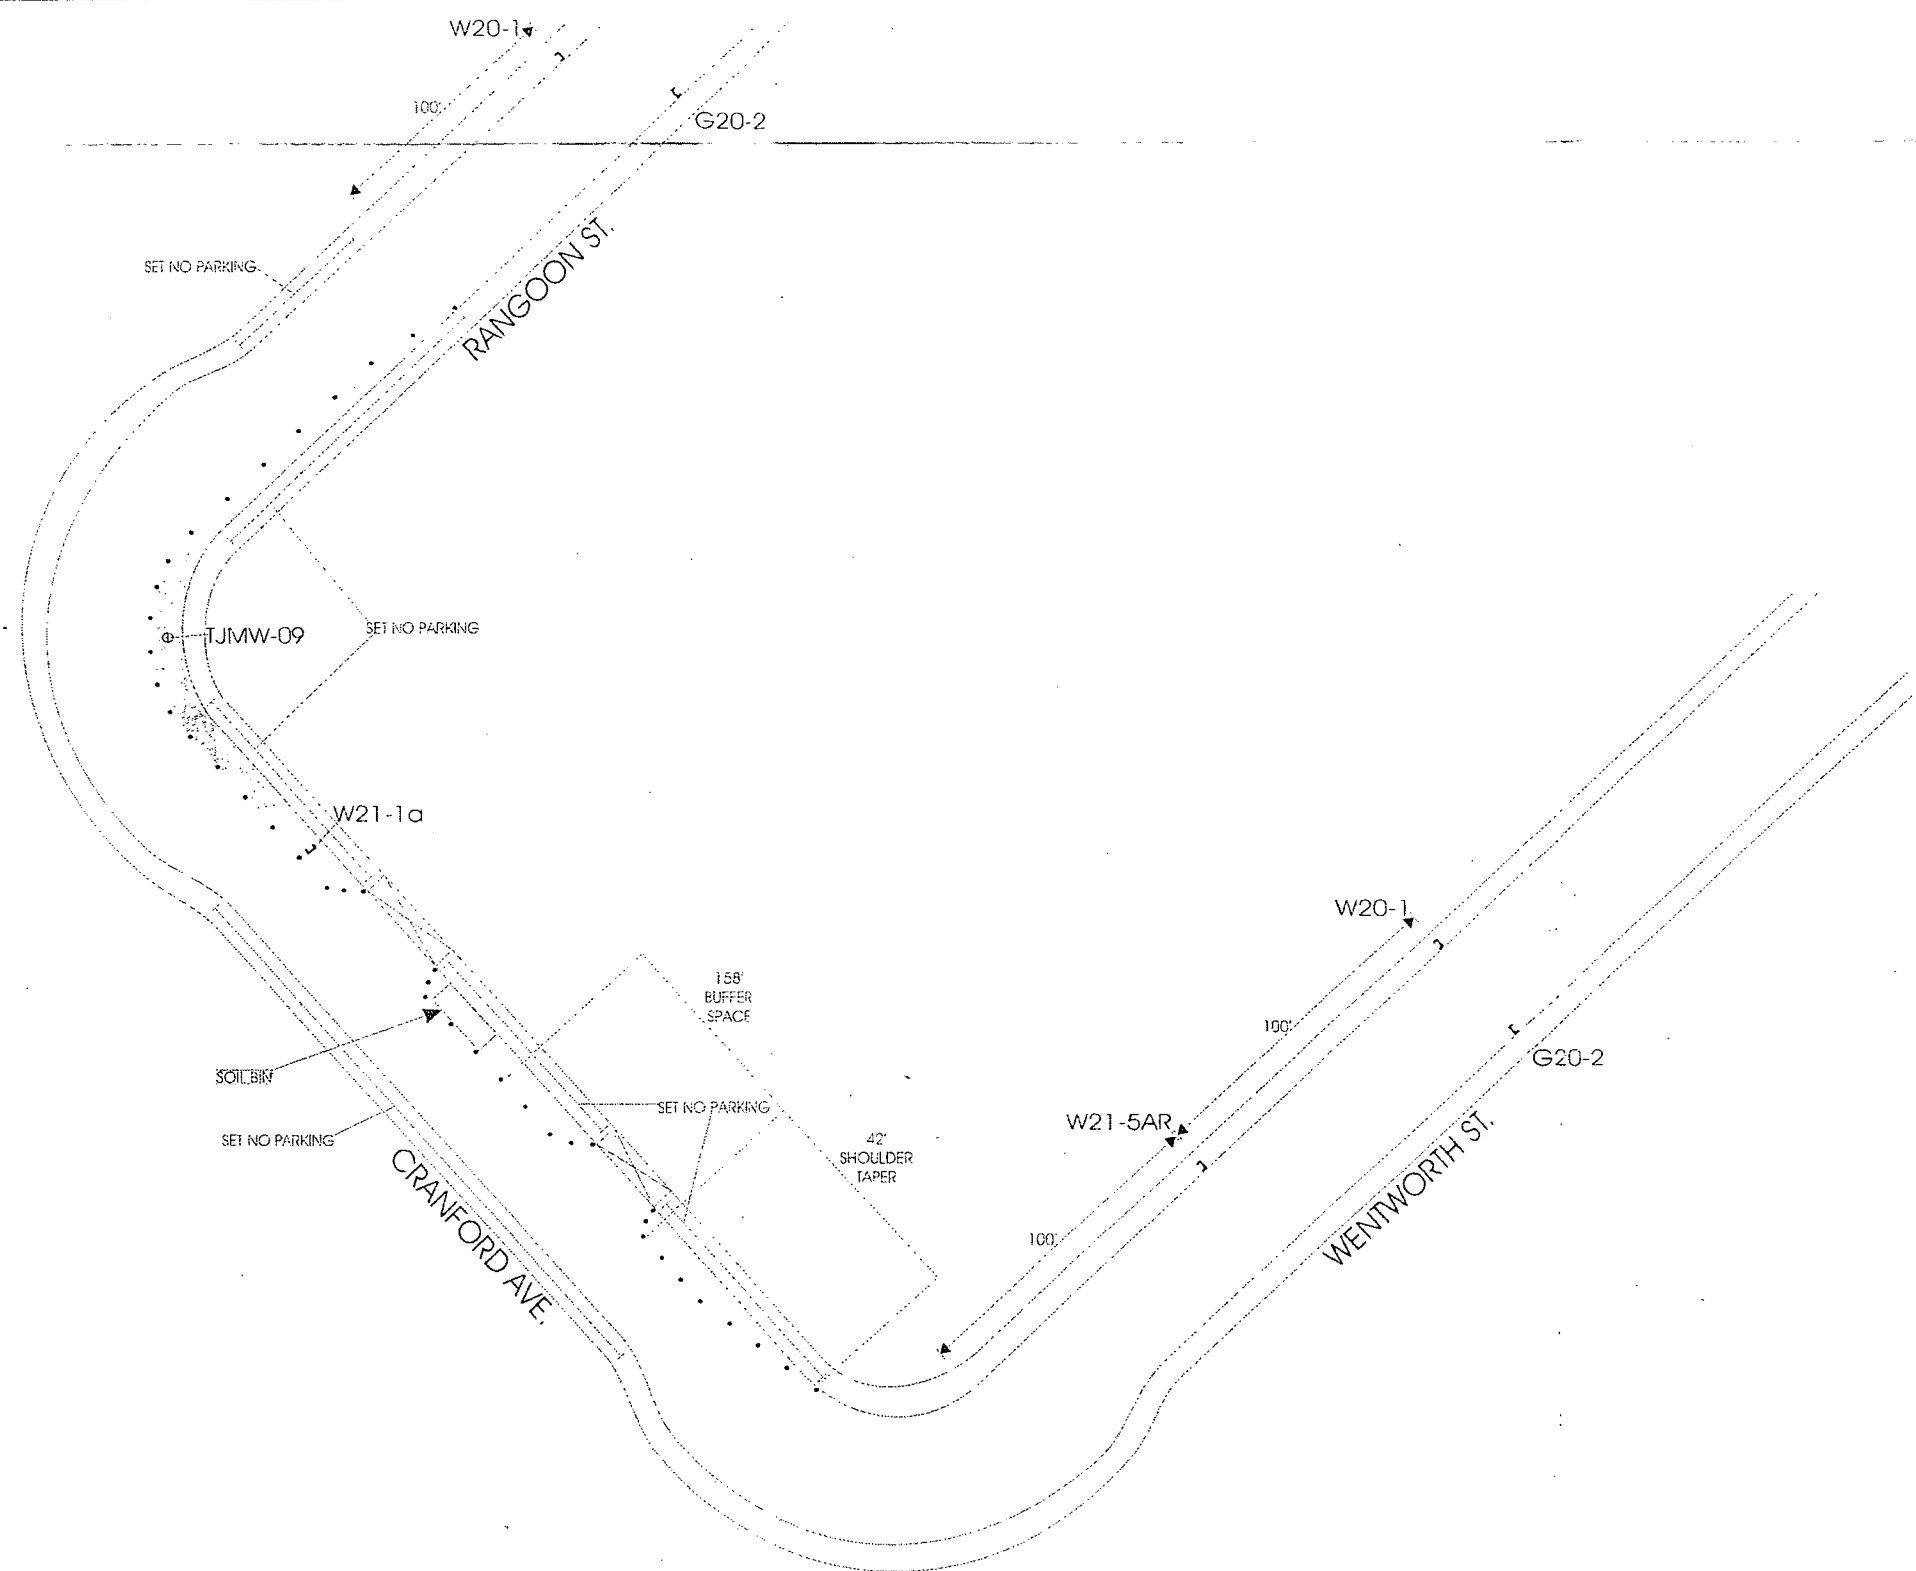 W20-1
100'
G20-2
RANGOON ST.
SET NO PARKING
TJMW-09
SET NO PARKING
W21-1a
W20-1
158'
BUFFER
SPACE
100'
G20-2
SOIL BIN
SET NO PARKING
W21-5AR
SET NO PARKING
42'
SHOULDER
TAPER
WENTWORTH ST.
CRANFORD AVE.
100'